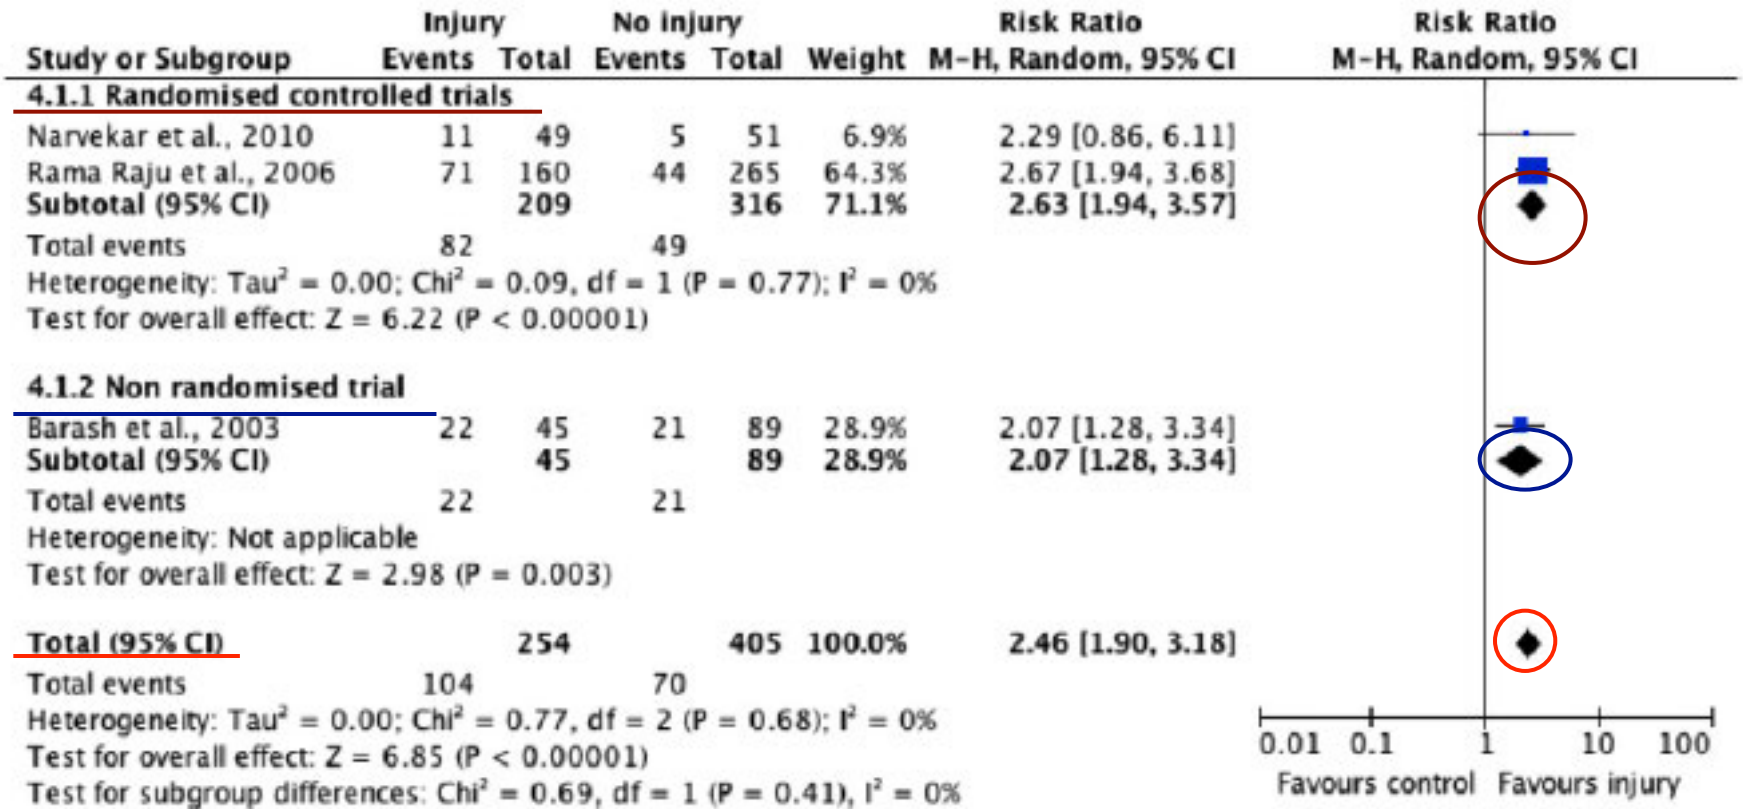 Injury No injury Risk Ratio Risk Ratio
Study or Subgroup Events Total Events Total Weight M-H, Random, 95% CI M-H, Random, 95% CI
4.1.1 Randomised controlled trials
Narvekar et al., 2010 11 49 5 51 6.9% 2.29 [0.86, 6.11]
Rama Raju et al., 2006 71 160 44 265 64.3% 2.67 [1.94, 3.68]
Subtotal (95% CI) 209 316 71.1% 2.63 [1.94, 3.57]
Total events 82 49
Heterogeneity: Tau² = 0.00; Chi² = 0.09, df = 1 (P = 0.77); I² = 0%
Test for overall effect: Z = 6.22 (P < 0.00001)
4.1.2 Non randomised trial
Barash et al., 2003 22 45 21 89 28.9% 2.07 [1.28, 3.34]
Subtotal (95% CI) 45 89 28.9% 2.07 [1.28, 3.34]
Total events 22 21
Heterogeneity: Not applicable
Test for overall effect: Z = 2.98 (P = 0.003)
Total (95% CI) 254 405 100.0% 2.46 [1.90, 3.18]
Total events 104 70
Heterogeneity: Tau² = 0.00; Chi² = 0.77, df = 2 (P = 0.68); I² = 0%
Test for overall effect: Z = 6.85 (P < 0.00001)
Test for subgroup differences: Chi² = 0.69, df = 1 (P = 0.41), I² = 0%
0.01 0.1 1 10 100
Favours control Favours injury